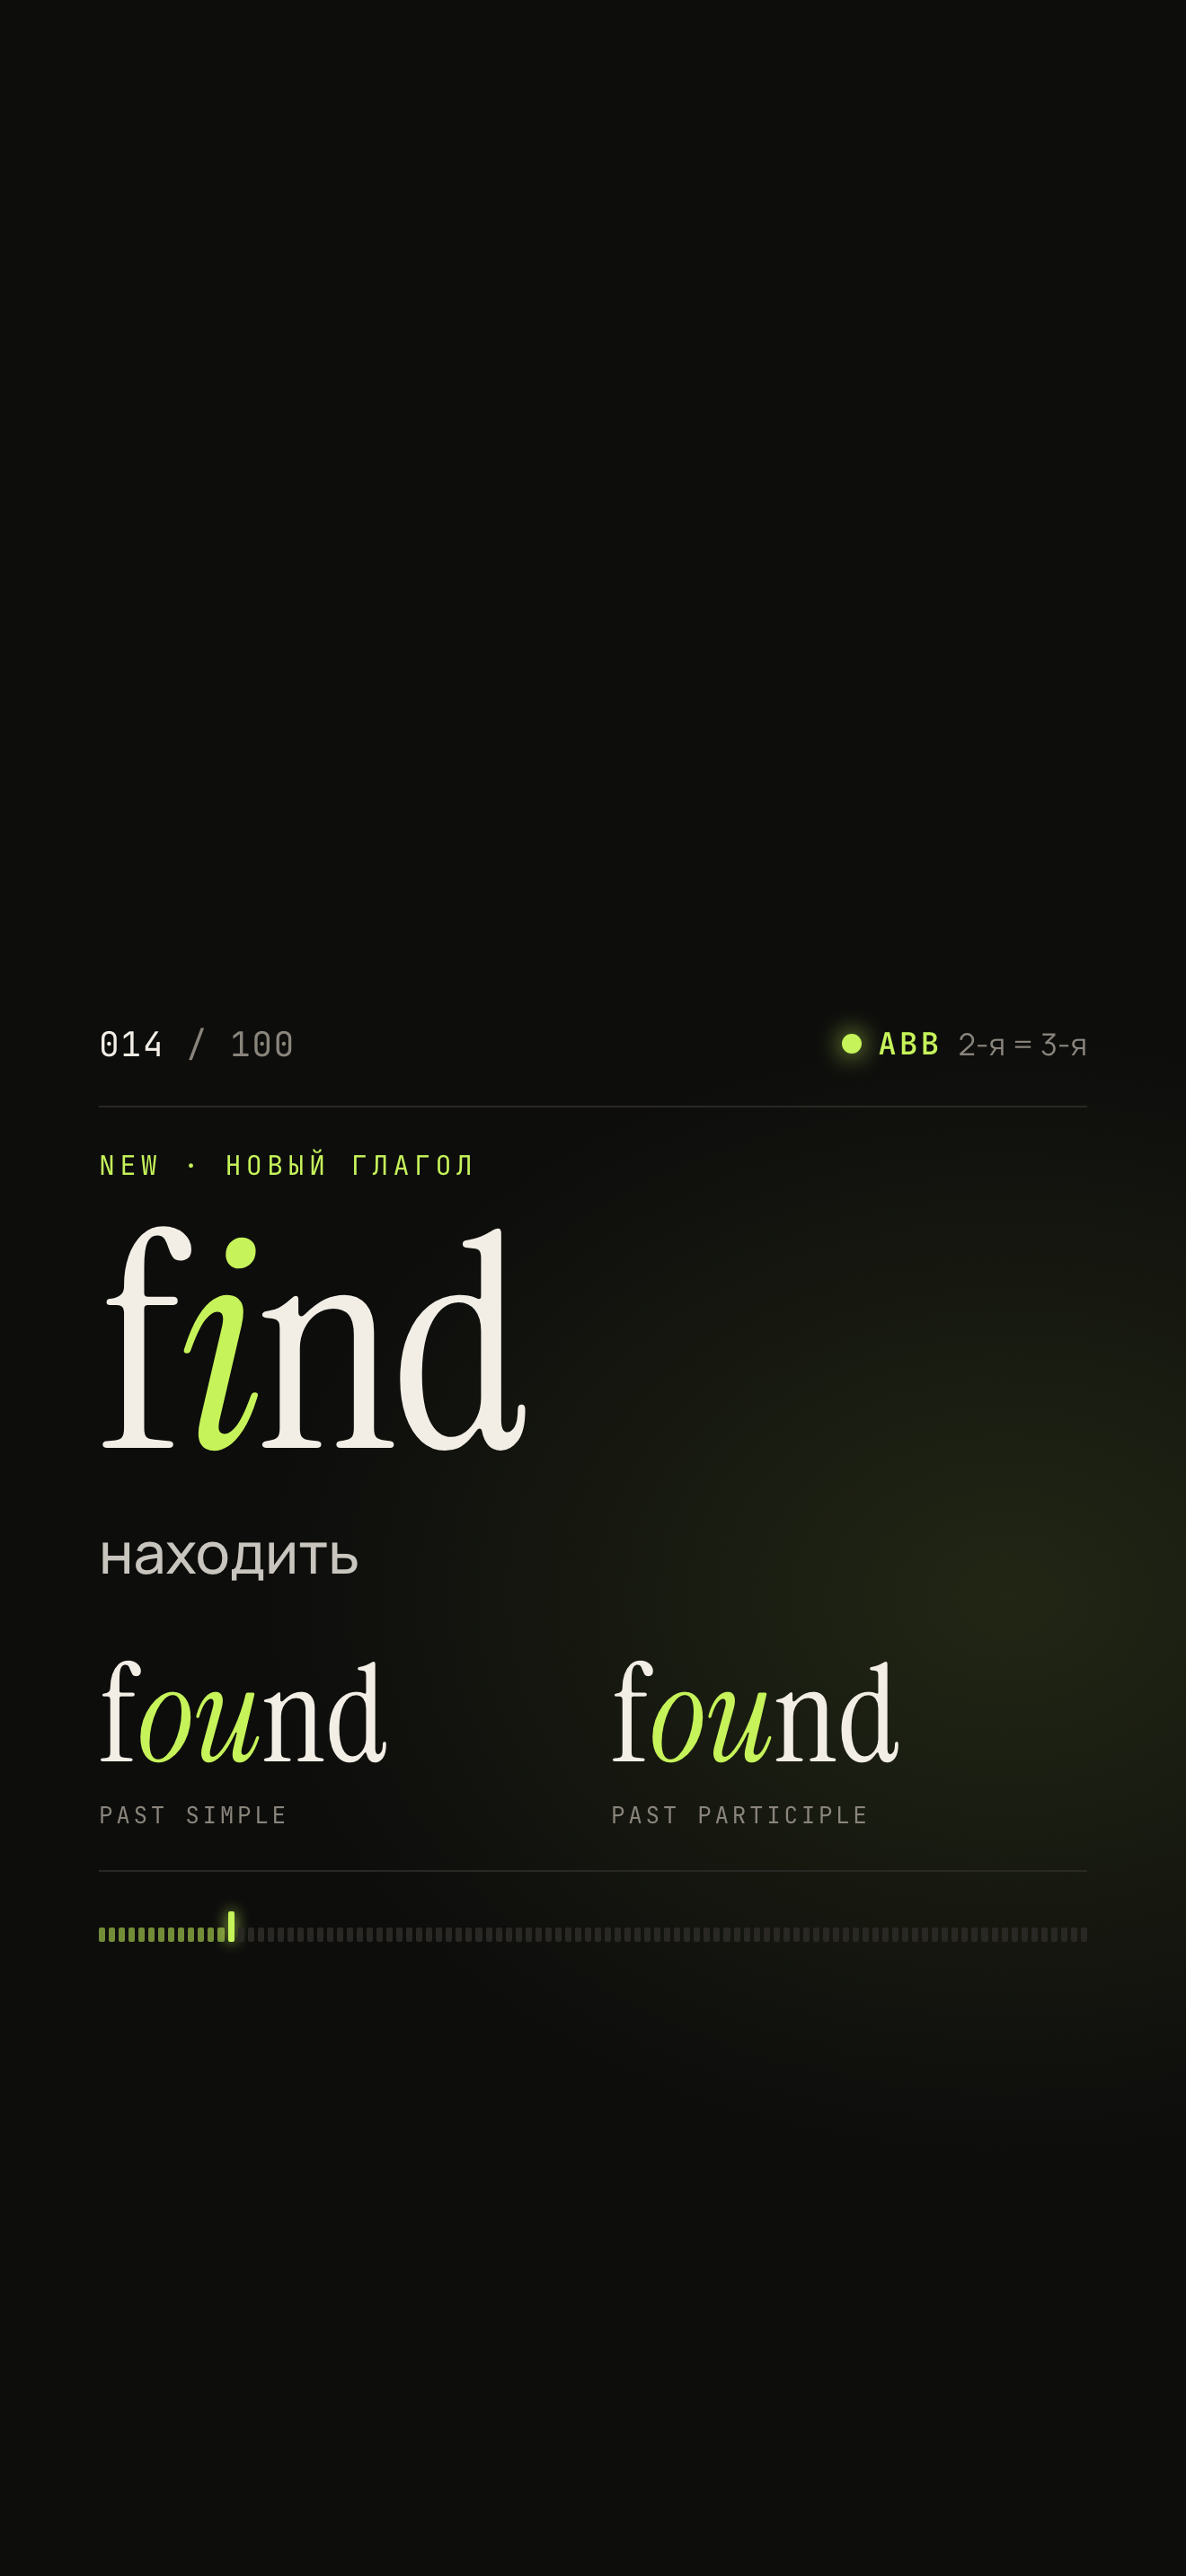 014 / 100 ABB 2-я = 3-я
NEW · НОВЫЙ ГЛАГОЛ
find
находить
found found
PAST SIMPLE PAST PARTICIPLE